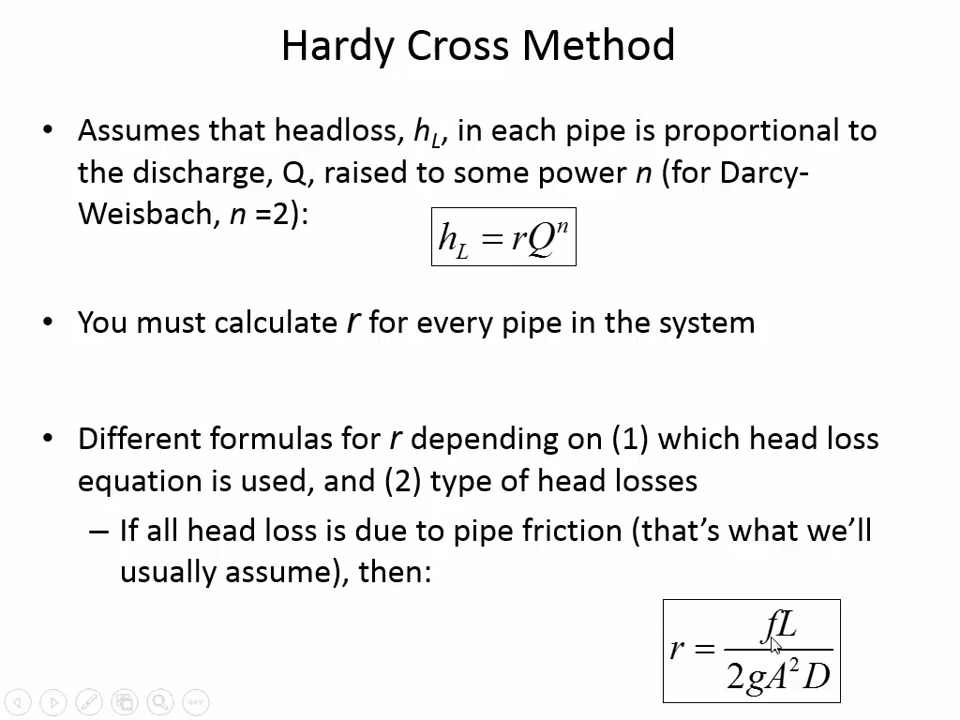 Hardy Cross Method
• Assumes that headloss, h_L, in each pipe is proportional to
the discharge, Q, raised to some power n (for Darcy-
Weisbach, n =2):
h_L = rQ^n
• You must calculate r for every pipe in the system
• Different formulas for r depending on (1) which head loss
equation is used, and (2) type of head losses
– If all head loss is due to pipe friction (that’s what we’ll
usually assume), then:
r = fL / 2gA^2D